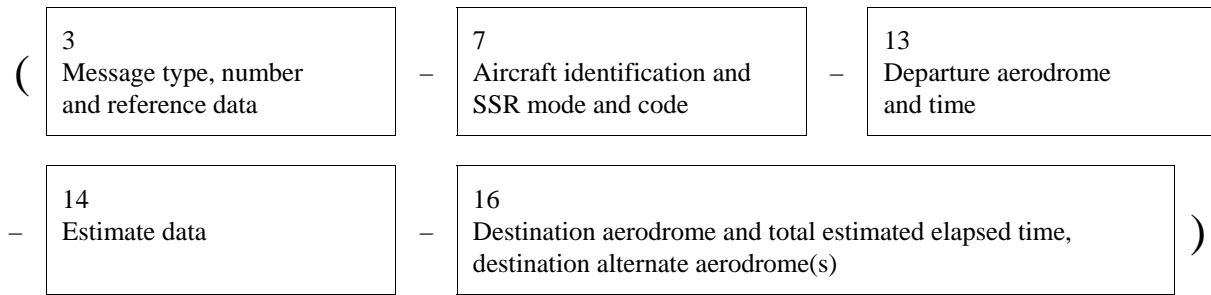 (
3
Message type, number
and reference data
–
7
Aircraft identification and
SSR mode and code
–
13
Departure aerodrome
and time
–
14
Estimate data
–
16
Destination aerodrome and total estimated elapsed time,
destination alternate aerodrome(s)
)